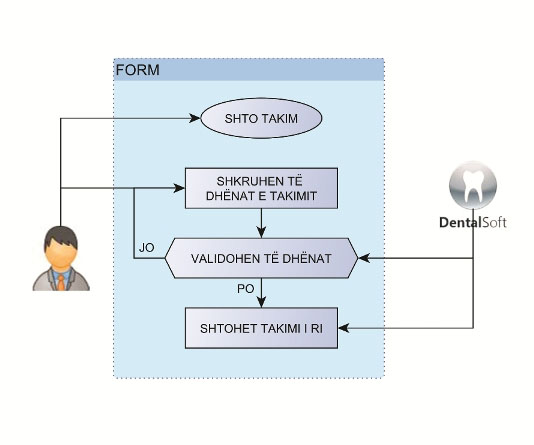 FORM
SHTO TAKIM
SHKRUHEN TË
DHËNAT E TAKIMIT
DentalSoft
JO
VALIDOHEN TË DHËNAT
PO
SHTOHET TAKIMI I RI